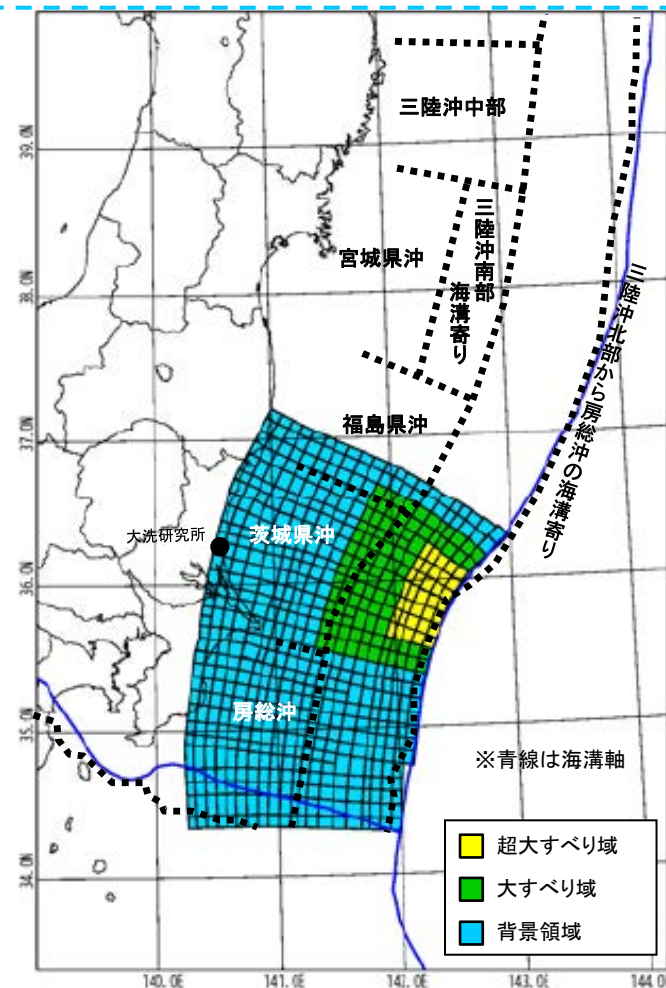 三陸沖中部
39.0N
三陸沖南部
海溝寄り
宮城県沖
38.0N
三陸沖北部から房総沖の海溝寄り
福島県沖
37.0N
大洗研究所
茨城県沖
36.0N
房総沖
35.0N
※青線は海溝軸
超大すべり域
34.0N
大すべり域
背景領域
140.0E
141.0E
142.0E
143.0E
144.0E